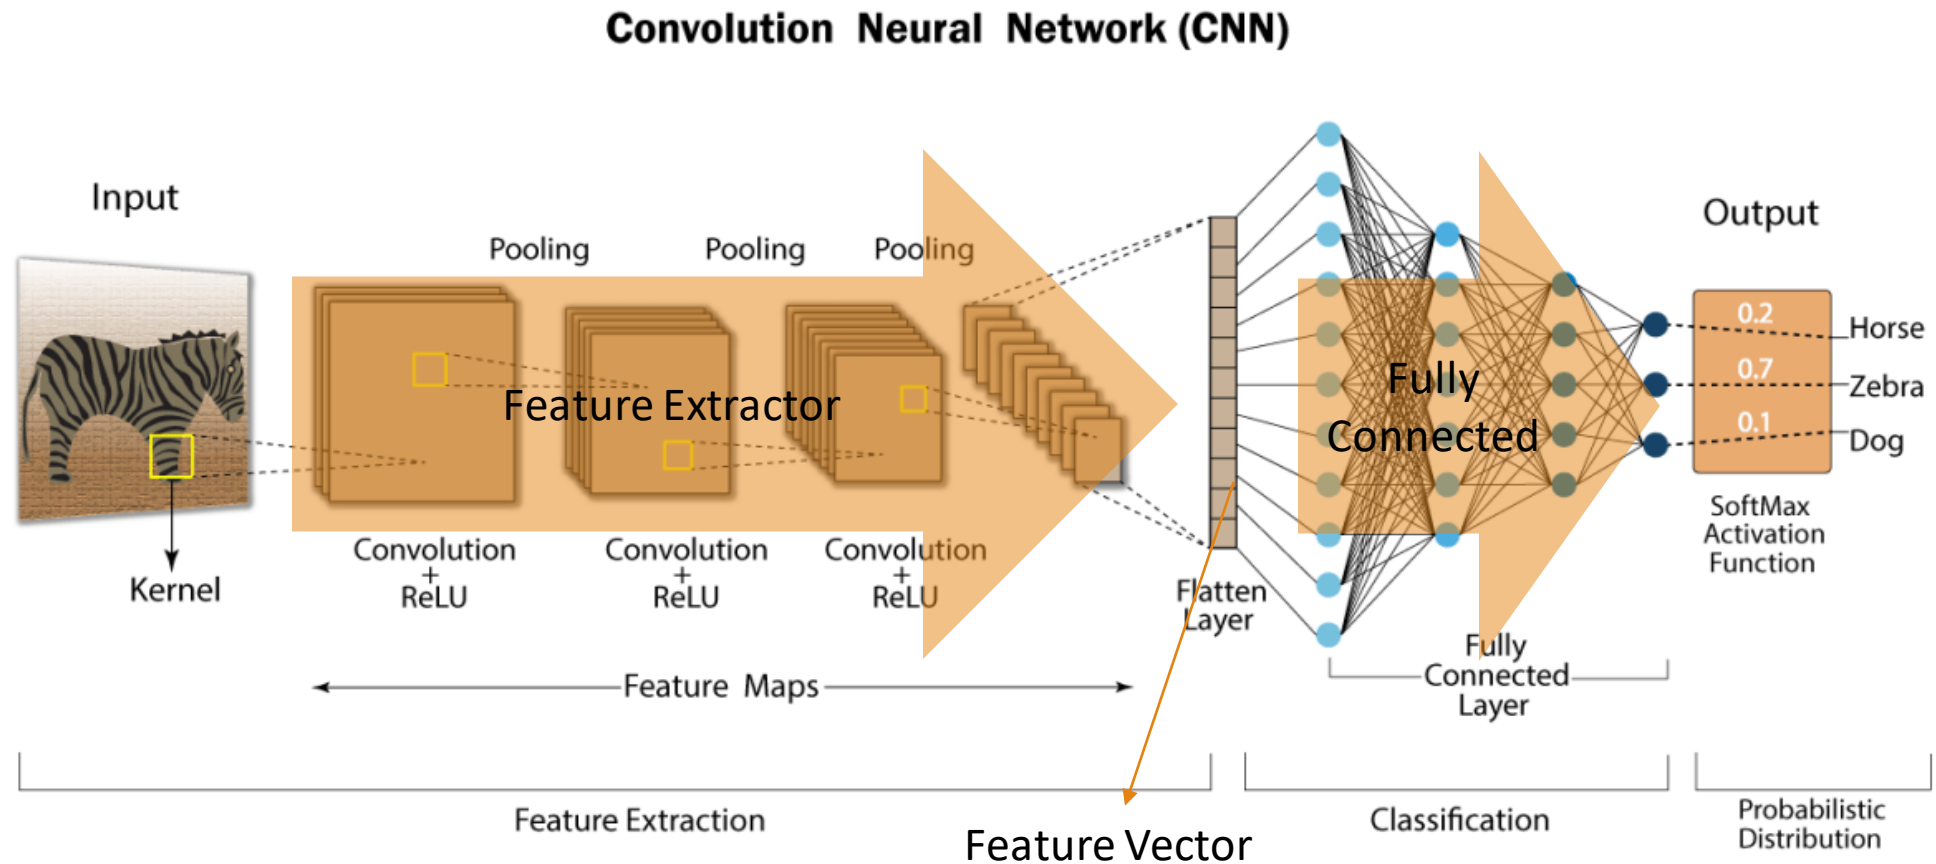 Convolution Neural Network (CNN)
Input
Pooling
Pooling
Pooling
Output
Feature Extractor
Fully
Connected
0.2
Horse
0.7
Zebra
0.1
Dog
Kernel
Convolution
+
ReLU
Convolution
+
ReLU
Convolution
+
ReLU
Flatten
Layer
SoftMax
Activation
Function
Feature Maps
Fully
Connected
Layer
Feature Extraction
Feature Vector
Classification
Probabilistic
Distribution